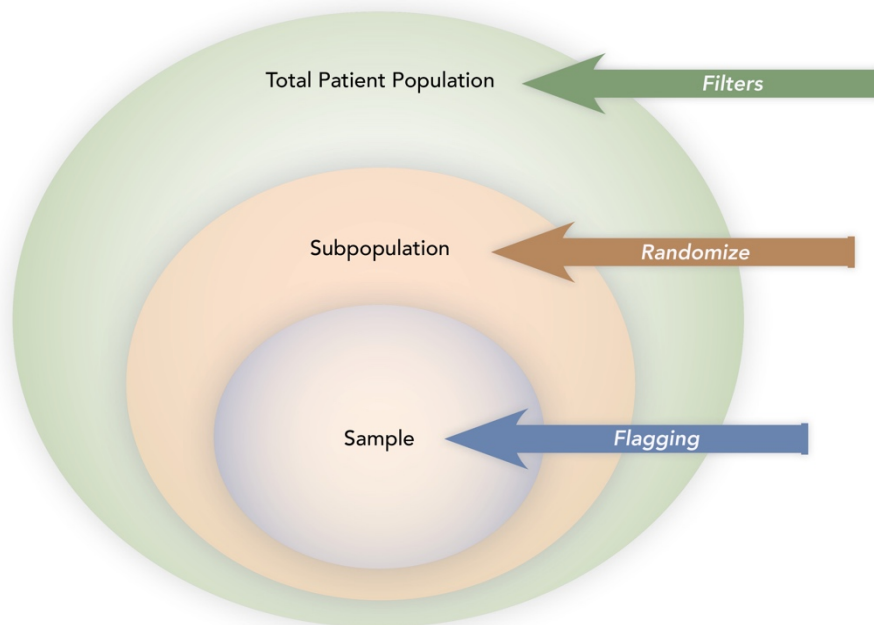 Total Patient Population
Filters
Subpopulation
Randomize
Sample
Flagging